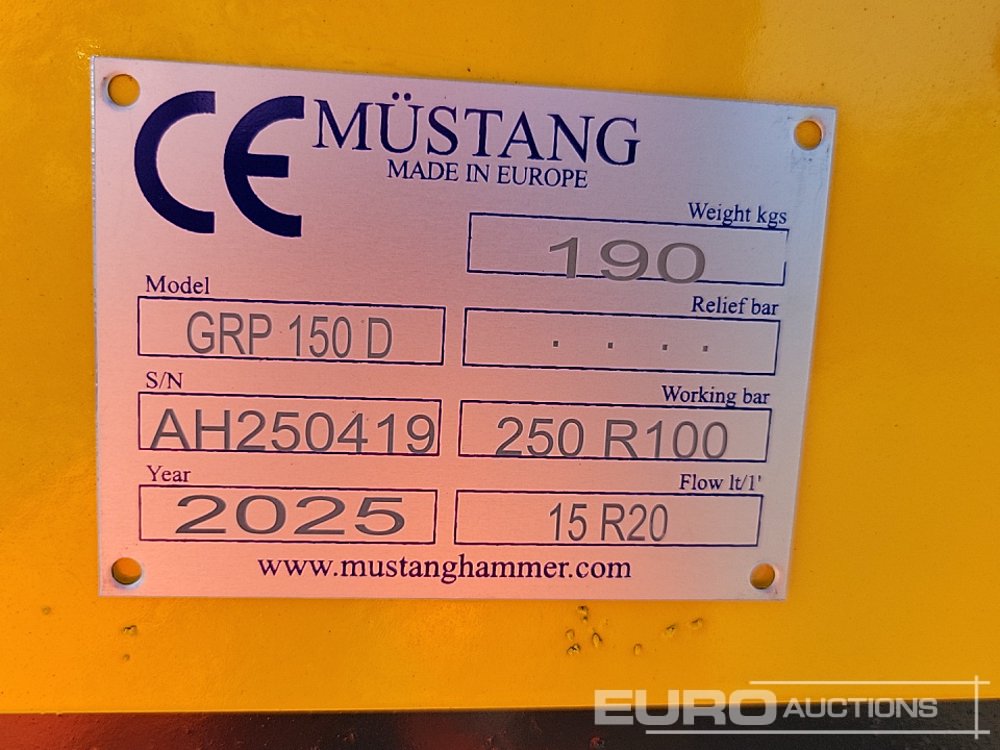 CE MÜSTANG
MADE IN EUROPE
Weight kgs
190
Model
GRP 150 D
Relief bar
. . . .
S/N
AH250419
Working bar
250 R100
Year
2025
Flow lt/1'
15 R20
www.mustanghammer.com
EURO AUCTIONS